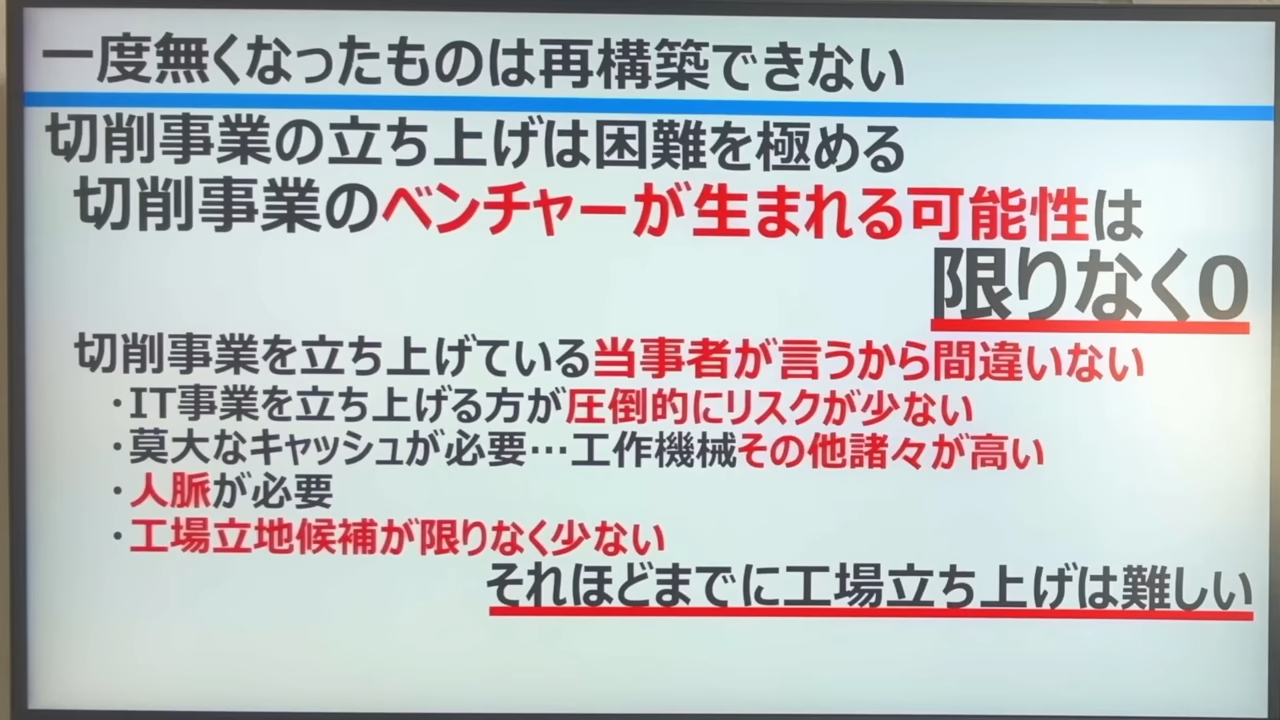 一度無くなったものは再構築できない
切削事業の立ち上げは困難を極める
切削事業のベンチャーが生まれる可能性は
限りなく0
切削事業を立ち上げている当事者が言うから間違いない
・IT事業を立ち上げる方が圧倒的にリスクが少ない
・莫大なキャッシュが必要…工作機械その他諸々が高い
・人脈が必要
・工場立地候補が限りなく少ない
それほどまでに工場立ち上げは難しい